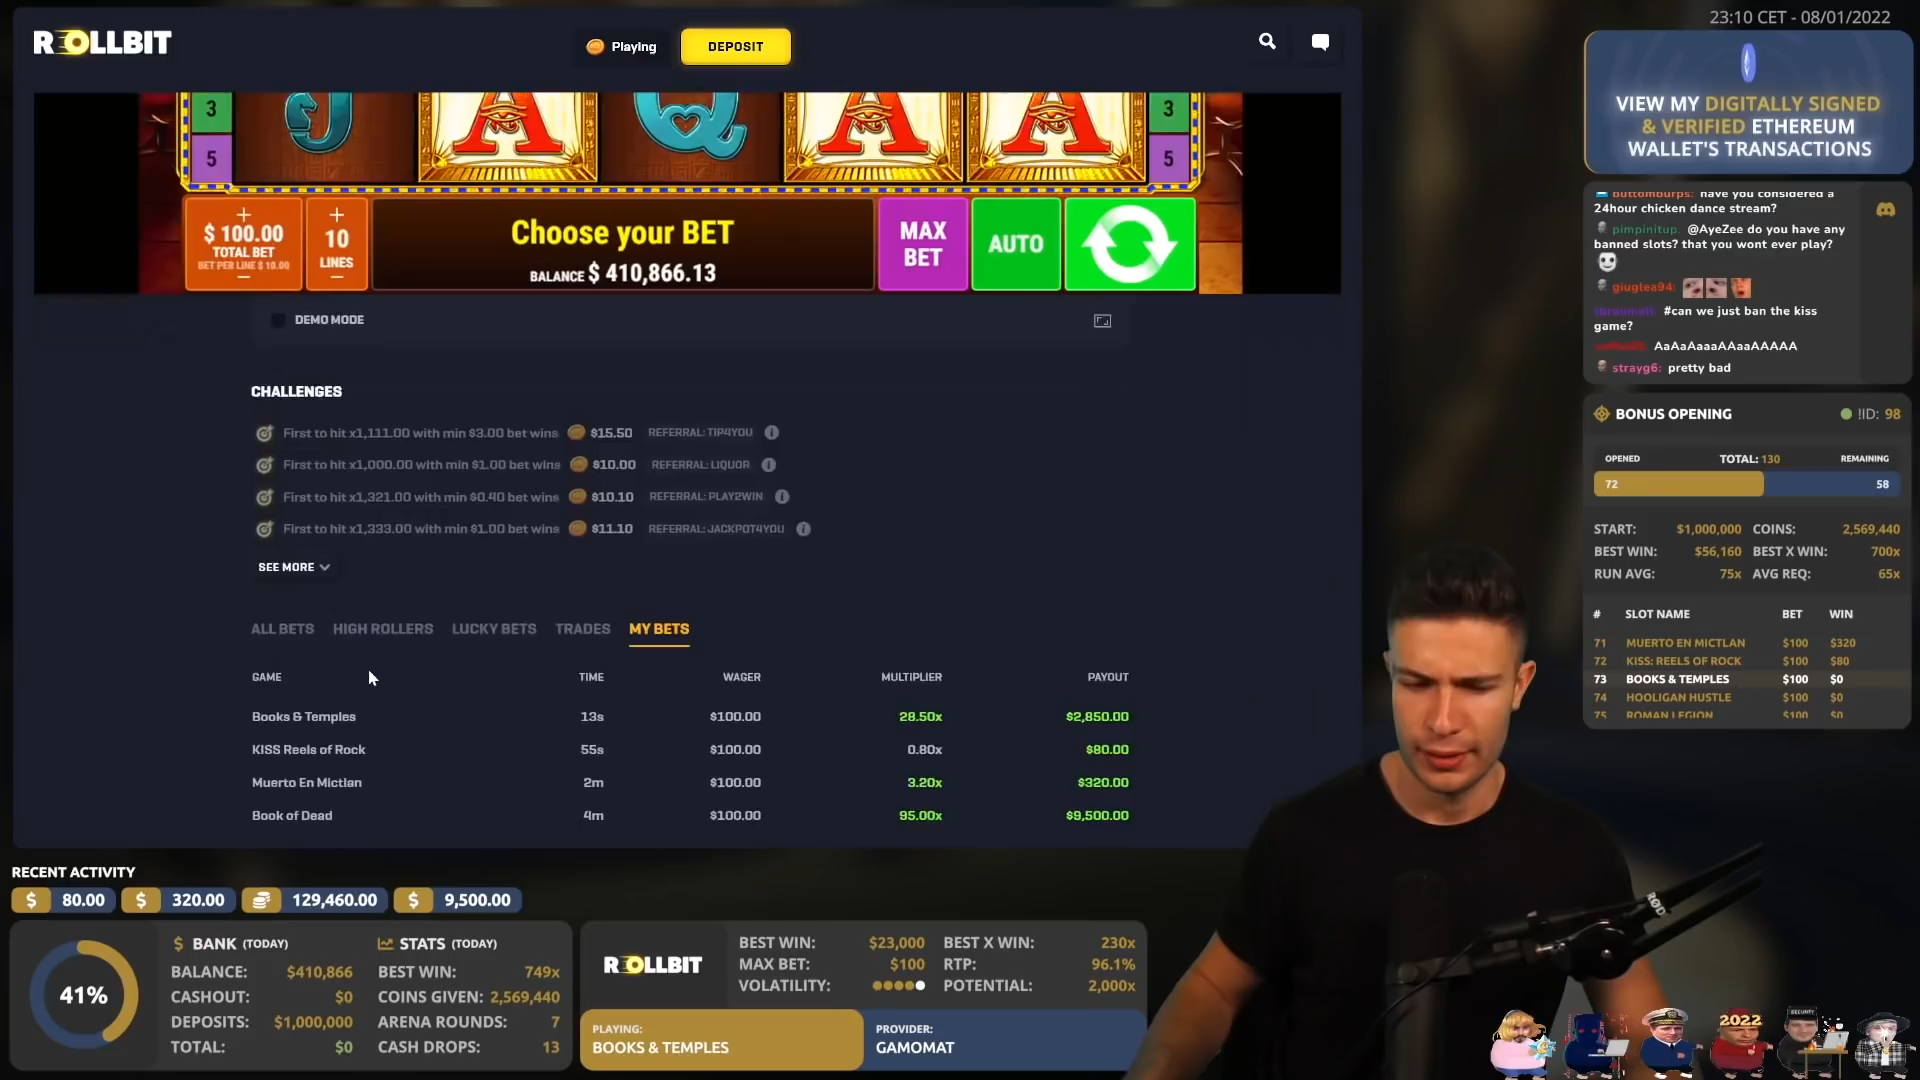 ROLLBIT
Playing
DEPOSIT
23:10 CET - 08/01/2022
VIEW MY DIGITALLY SIGNED
& VERIFIED ETHEREUM
WALLET'S TRANSACTIONS
3
5
3
5
+
$ 100.00
TOTAL BET
BET PER LINE $ 10.00
−
+
10
LINES
−
Choose your BET
BALANCE $ 410,866.13
MAX
BET
AUTO
DEMO MODE
buttomburps: have you considered a
24hour chicken dance stream?
pimpinitup: @AyeZee do you have any
banned slots? that you wont ever play?
giuglea94:
#can we just ban the kiss
game?
AaAaAaaaAAaaAAAAA
strayg6: pretty bad
CHALLENGES
First to hit x1,111.00 with min $3.00 bet wins $15.50 REFERRAL: TIP4YOU
First to hit x1,000.00 with min $1.00 bet wins $10.00 REFERRAL: LIQUOR
First to hit x1,321.00 with min $0.40 bet wins $10.10 REFERRAL: PLAY2WIN
First to hit x1,333.00 with min $1.00 bet wins $11.10 REFERRAL: JACKPOT4YOU
SEE MORE
ALL BETS HIGH ROLLERS LUCKY BETS TRADES MY BETS
GAME TIME WAGER MULTIPLIER PAYOUT
Books & Temples 13s $100.00 28.50x $2,850.00
KISS Reels of Rock 55s $100.00 0.80x $80.00
Muerto En Mictlan 2m $100.00 3.20x $320.00
Book of Dead 4m $100.00 95.00x $9,500.00
BONUS OPENING !ID: 98
OPENED TOTAL: 130 REMAINING
72 58
START: $1,000,000 COINS: 2,569,440
BEST WIN: $56,160 BEST X WIN: 700x
RUN AVG: 75x AVG REQ: 65x
# SLOT NAME BET WIN
71 MUERTO EN MICTLAN $100 $320
72 KISS: REELS OF ROCK $100 $80
73 BOOKS & TEMPLES $100 $0
74 HOOLIGAN HUSTLE $100 $0
75 ROMAN LEGION $100 $0
RECENT ACTIVITY
$ 80.00 $ 320.00 129,460.00 $ 9,500.00
41%
$ BANK (TODAY)
BALANCE: $410,866
CASHOUT: $0
DEPOSITS: $1,000,000
TOTAL: $0
STATS (TODAY)
BEST WIN: 749x
COINS GIVEN: 2,569,440
ARENA ROUNDS: 7
CASH DROPS: 13
ROLLBIT
BEST WIN: $23,000 BEST X WIN: 230x
MAX BET: $100 RTP: 96.1%
VOLATILITY: POTENTIAL: 2,000x
PLAYING:
BOOKS & TEMPLES
PROVIDER:
GAMOMAT
RØDE
2022
SECURITY